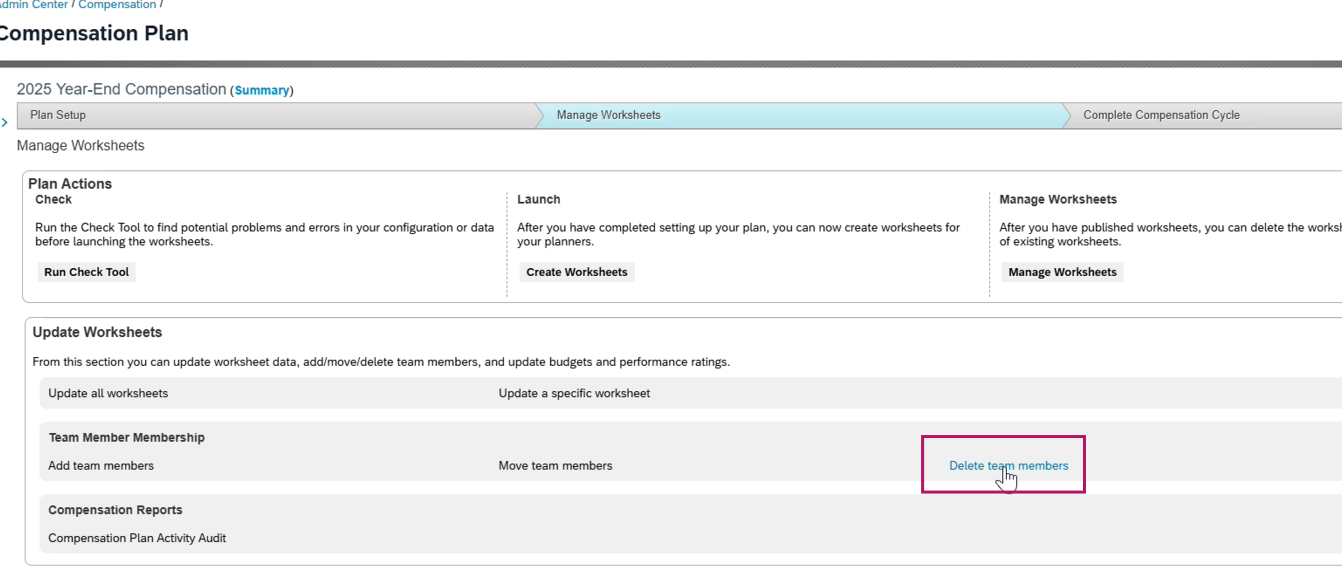 Admin Center / Compensation /
Compensation Plan
2025 Year-End Compensation (Summary)
Plan Setup
Manage Worksheets
Complete Compensation Cycle
Manage Worksheets
Plan Actions
Check
Run the Check Tool to find potential problems and errors in your configuration or data
before launching the worksheets.
Run Check Tool
Launch
After you have completed setting up your plan, you can now create worksheets for
your planners.
Create Worksheets
Manage Worksheets
After you have published worksheets, you can delete the
of existing worksheets.
Manage Worksheets
Update Worksheets
From this section you can update worksheet data, add/move/delete team members, and update budgets and performance ratings.
Update all worksheets
Update a specific worksheet
Team Member Membership
Add team members
Move team members
Delete team members
Compensation Reports
Compensation Plan Activity Audit